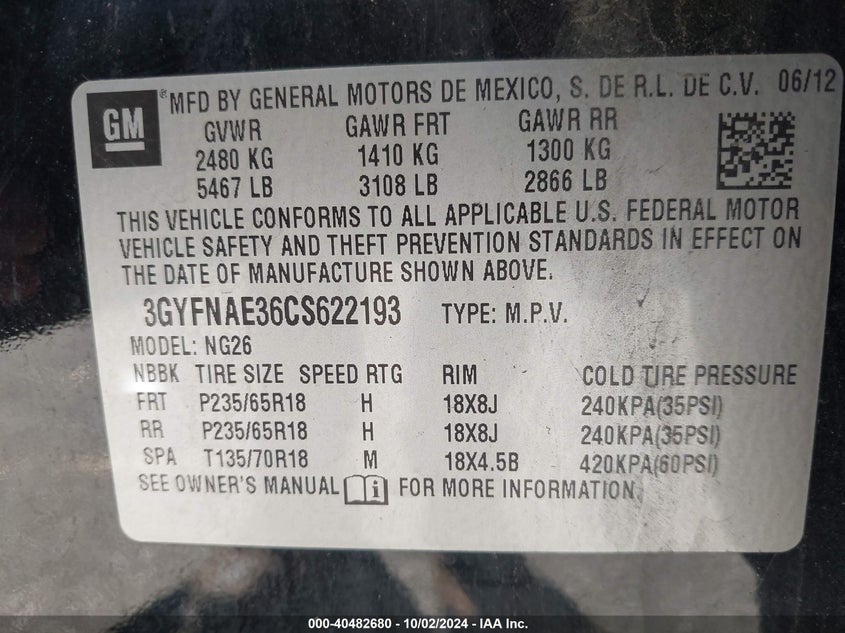 GM
® MFD BY GENERAL MOTORS DE MEXICO, S. DE R.L. DE C.V. 06/12
GVWR GAWR FRT GAWR RR
2480 KG 1410 KG 1300 KG
5467 LB 3108 LB 2866 LB
THIS VEHICLE CONFORMS TO ALL APPLICABLE U.S. FEDERAL MOTOR
VEHICLE SAFETY AND THEFT PREVENTION STANDARDS IN EFFECT ON
THE DATE OF MANUFACTURE SHOWN ABOVE.
3GYFNAE36CS622193 TYPE: M.P.V.
MODEL: NG26
NBBK TIRE SIZE SPEED RTG RIM COLD TIRE PRESSURE
FRT P235/65R18 H 18X8J 240KPA(35PSI)
RR P235/65R18 H 18X8J 240KPA(35PSI)
SPA T135/70R18 M 18X4.5B 420KPA(60PSI)
SEE OWNER'S MANUAL i FOR MORE INFORMATION.
000-40482680 - 10/02/2024 - IAA Inc.